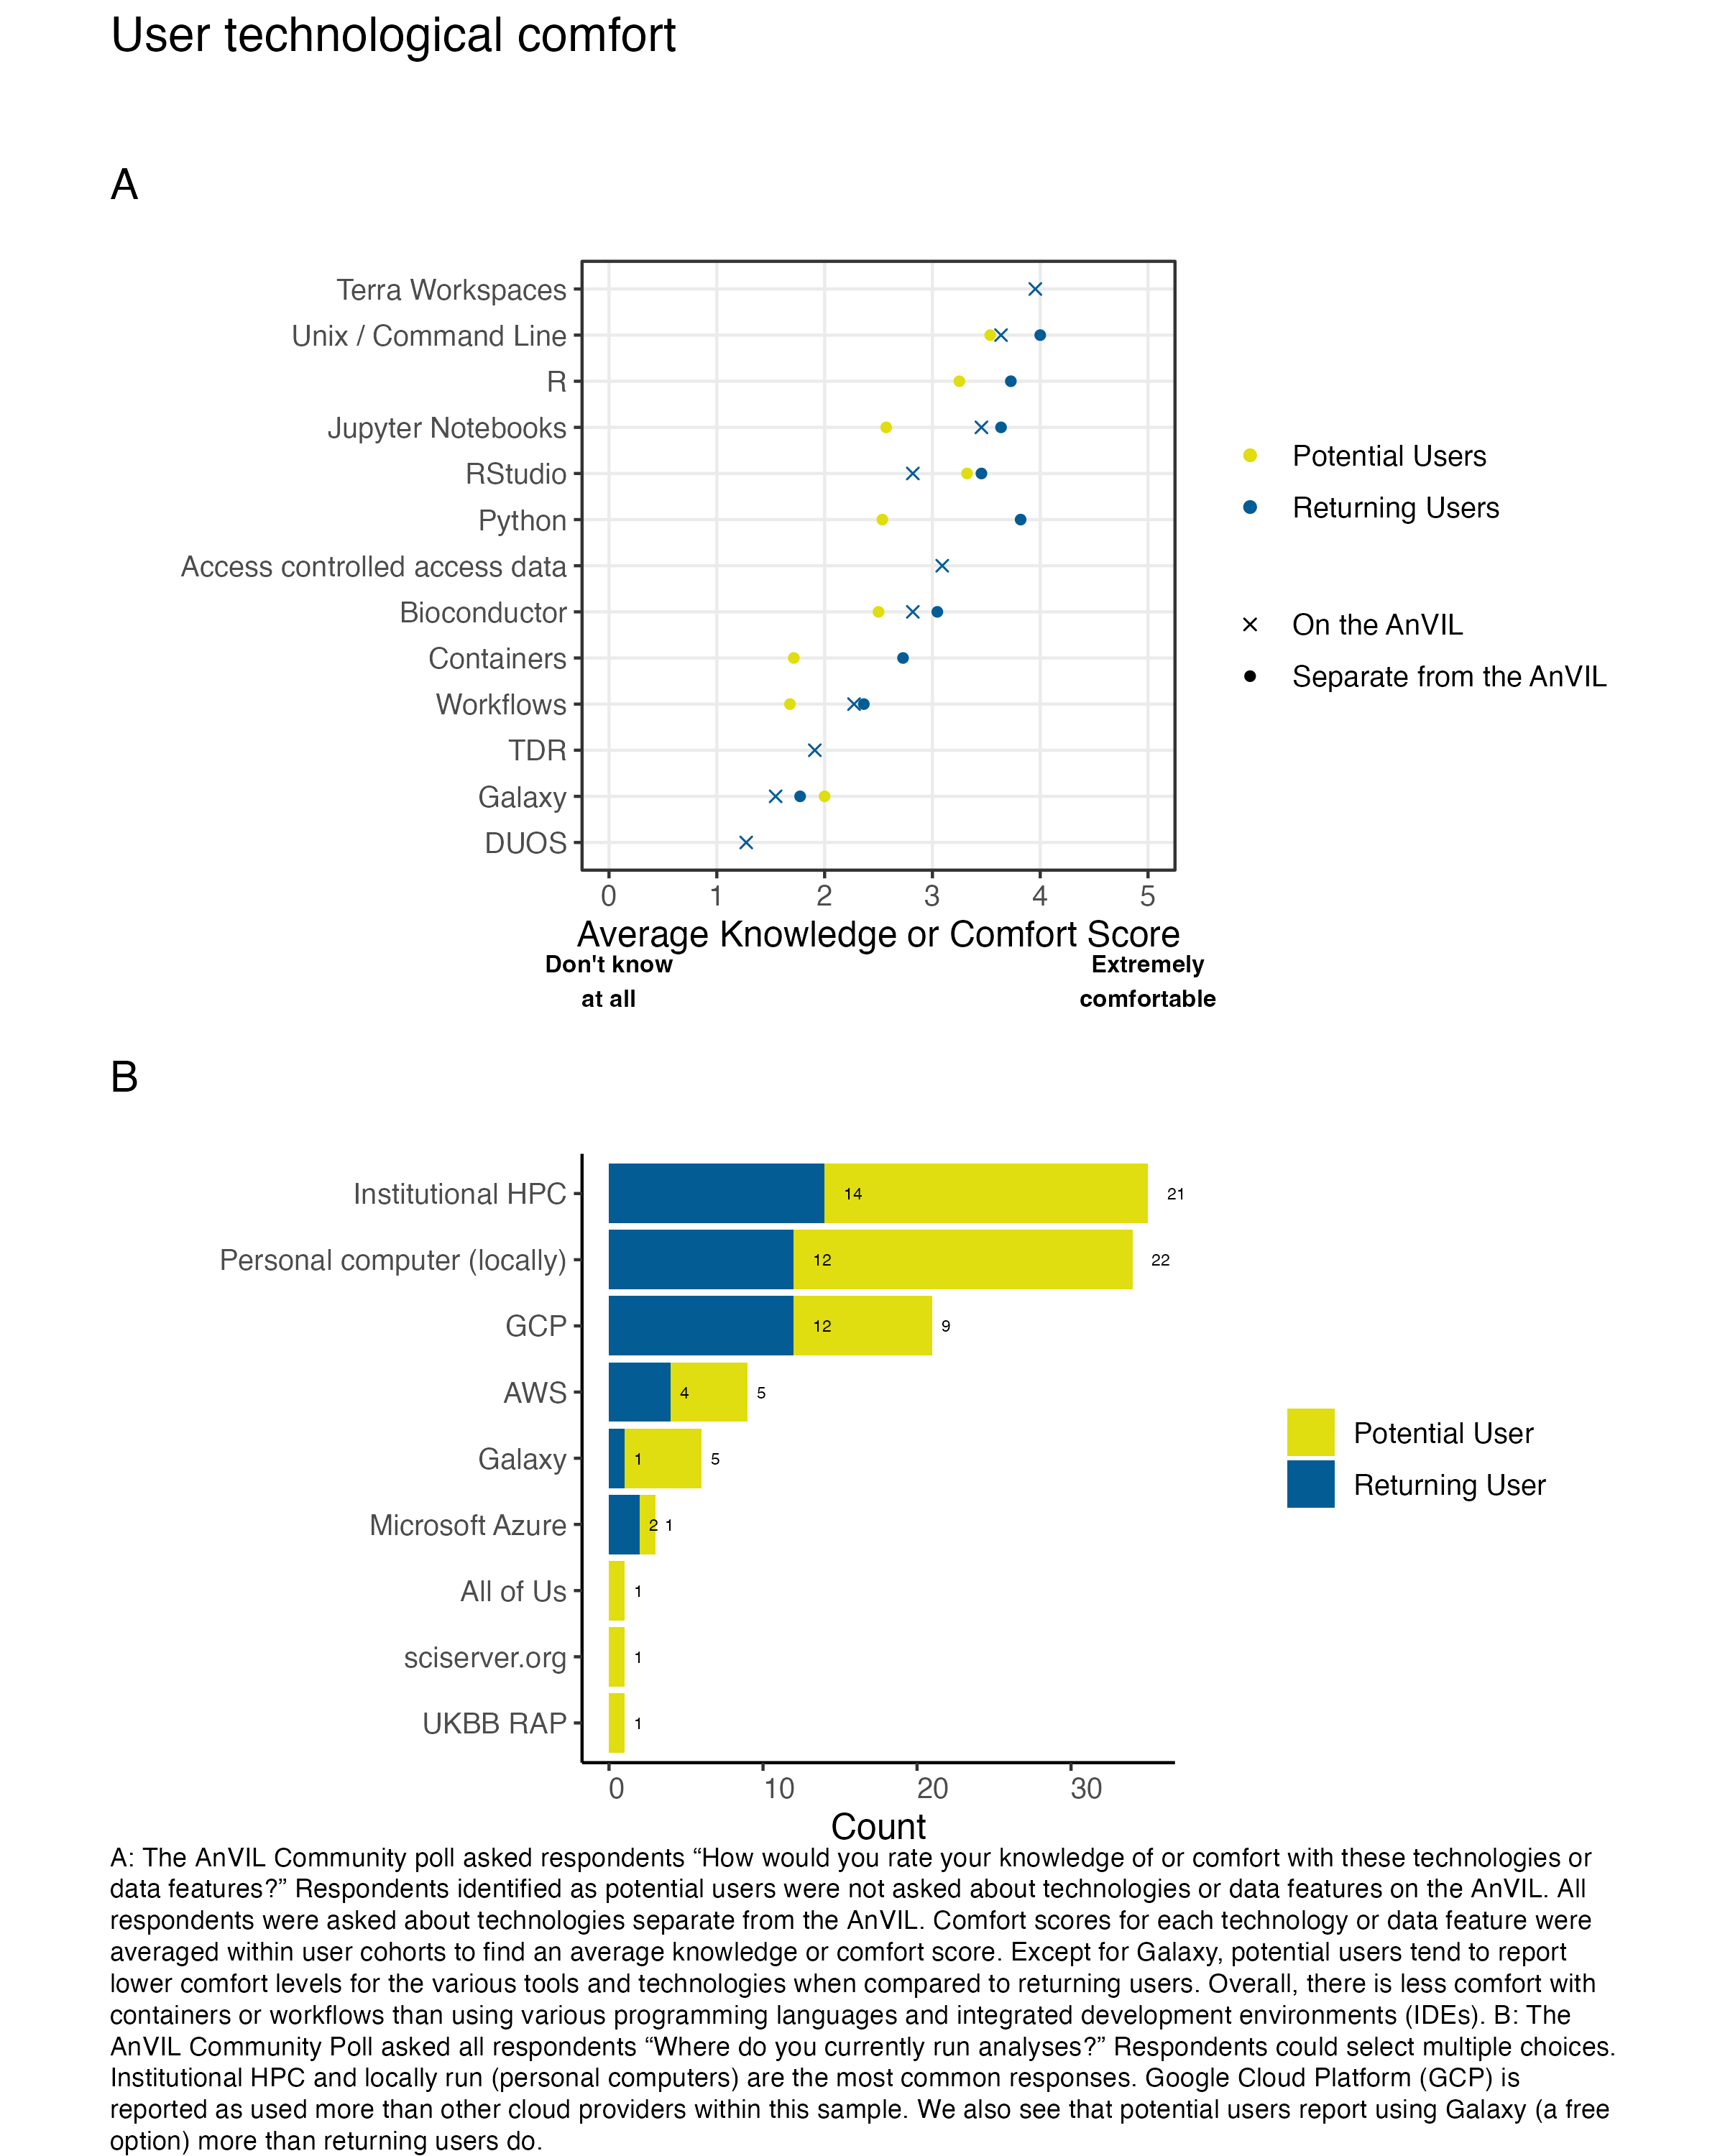 User technological comfort
A
Terra Workspaces
Unix / Command Line
R
Jupyter Notebooks
RStudio
Python
Access controlled access data
Bioconductor
Containers
Workflows
TDR
Galaxy
DUOS
0 1 2 3 4 5
Average Knowledge or Comfort Score
Don't know
at all
Extremely
comfortable
Potential Users
Returning Users
On the AnVIL
Separate from the AnVIL
B
Institutional HPC 14 21
Personal computer (locally) 12 22
GCP 12 9
AWS 4 5
Galaxy 1 5
Microsoft Azure 2 1
All of Us 1
sciserver.org 1
UKBB RAP 1
0 10 20 30
Count
Potential User
Returning User
A: The AnVIL Community poll asked respondents “How would you rate your knowledge of or comfort with these technologies or
data features?” Respondents identified as potential users were not asked about technologies or data features on the AnVIL. All
respondents were asked about technologies separate from the AnVIL. Comfort scores for each technology or data feature were
averaged within user cohorts to find an average knowledge or comfort score. Except for Galaxy, potential users tend to report
lower comfort levels for the various tools and technologies when compared to returning users. Overall, there is less comfort with
containers or workflows than using various programming languages and integrated development environments (IDEs). B: The
AnVIL Community Poll asked all respondents “Where do you currently run analyses?” Respondents could select multiple choices.
Institutional HPC and locally run (personal computers) are the most common responses. Google Cloud Platform (GCP) is
reported as used more than other cloud providers within this sample. We also see that potential users report using Galaxy (a free
option) more than returning users do.